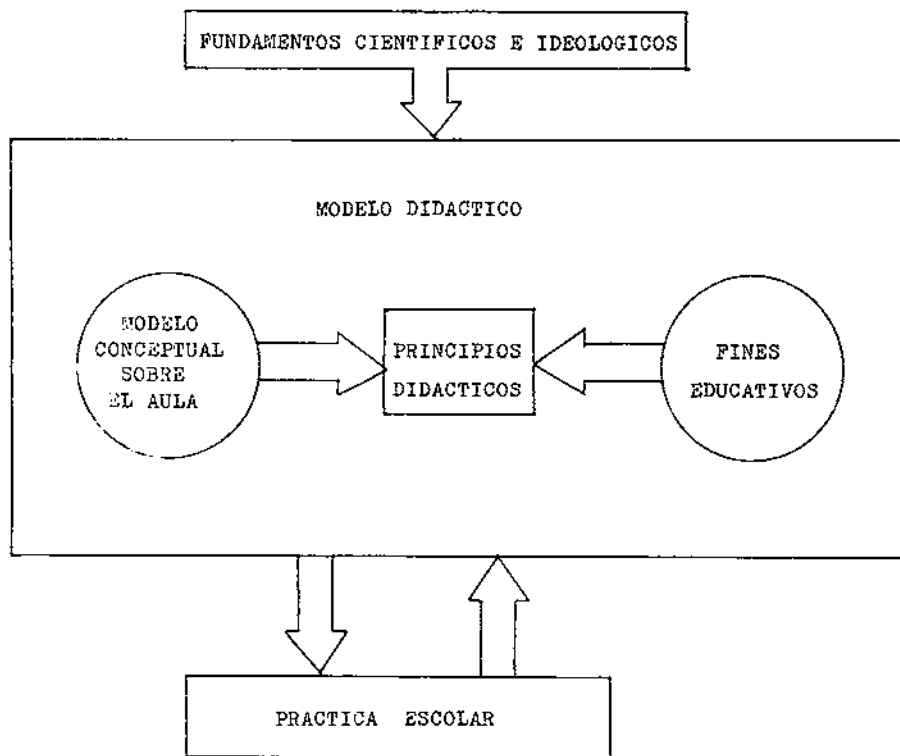 FUNDAMENTOS CIENTIFICOS E IDEOLOGICOS
MODELO DIDACTICO
MODELO
CONCEPTUAL
SOBRE
EL AULA
PRINCIPIOS
DIDACTICOS
FINES
EDUCATIVOS
PRACTICA ESCOLAR